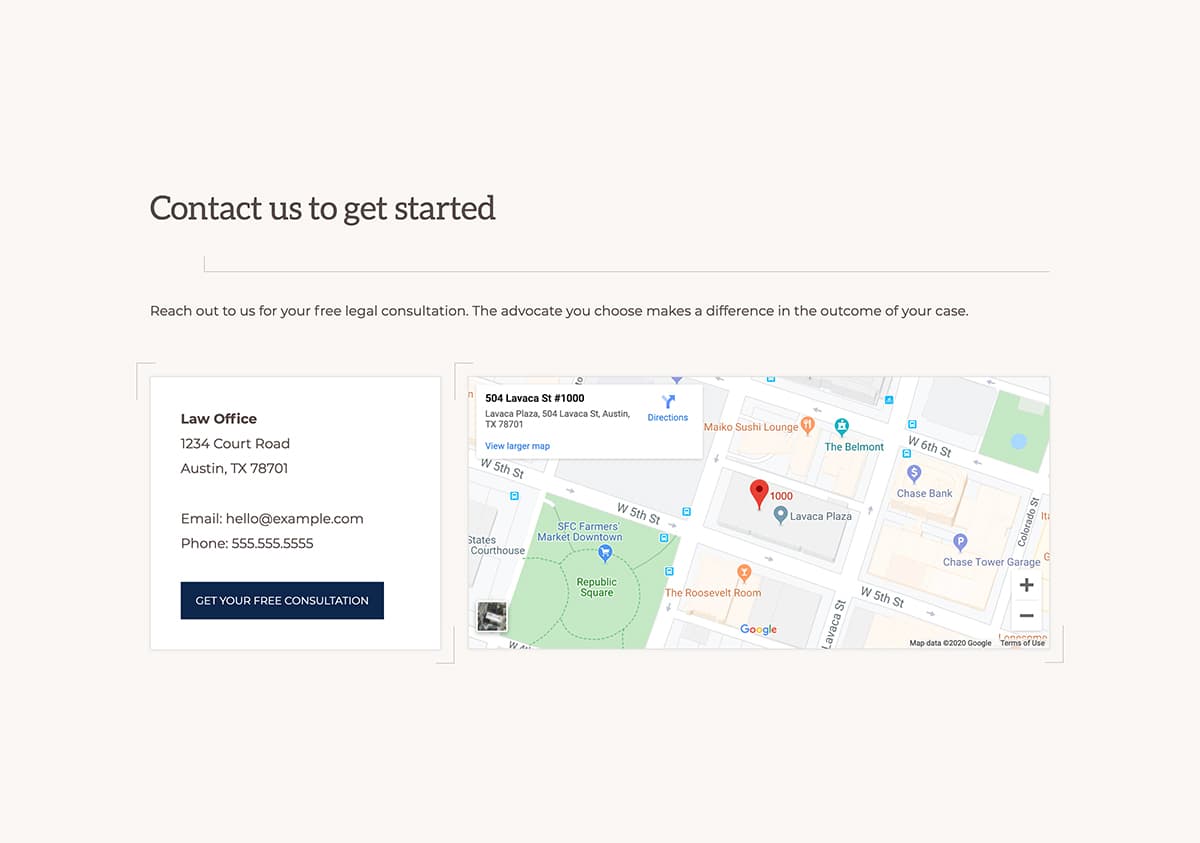 Contact us to get started
Reach out to us for your free legal consultation. The advocate you choose makes a difference in the outcome of your case.
Law Office
1234 Court Road
Austin, TX 78701
Email: hello@example.com
Phone: 555.555.5555
GET YOUR FREE CONSULTATION
504 Lavaca St #1000
Lavaca Plaza, 504 Lavaca St, Austin,
TX 78701
Directions
View larger map
Maiko Sushi Lounge
The Belmont
W 6th St
Chase Bank
W 5th St
1000
Lavaca Plaza
W 5th St
Colorado St
SFC Farmers'
Market Downtown
States
Courthouse
Chase Tower Garage
Republic
Square
The Roosevelt Room
W 5th St
Lavaca St
Google
Map data ©2020 Google
Terms of Use